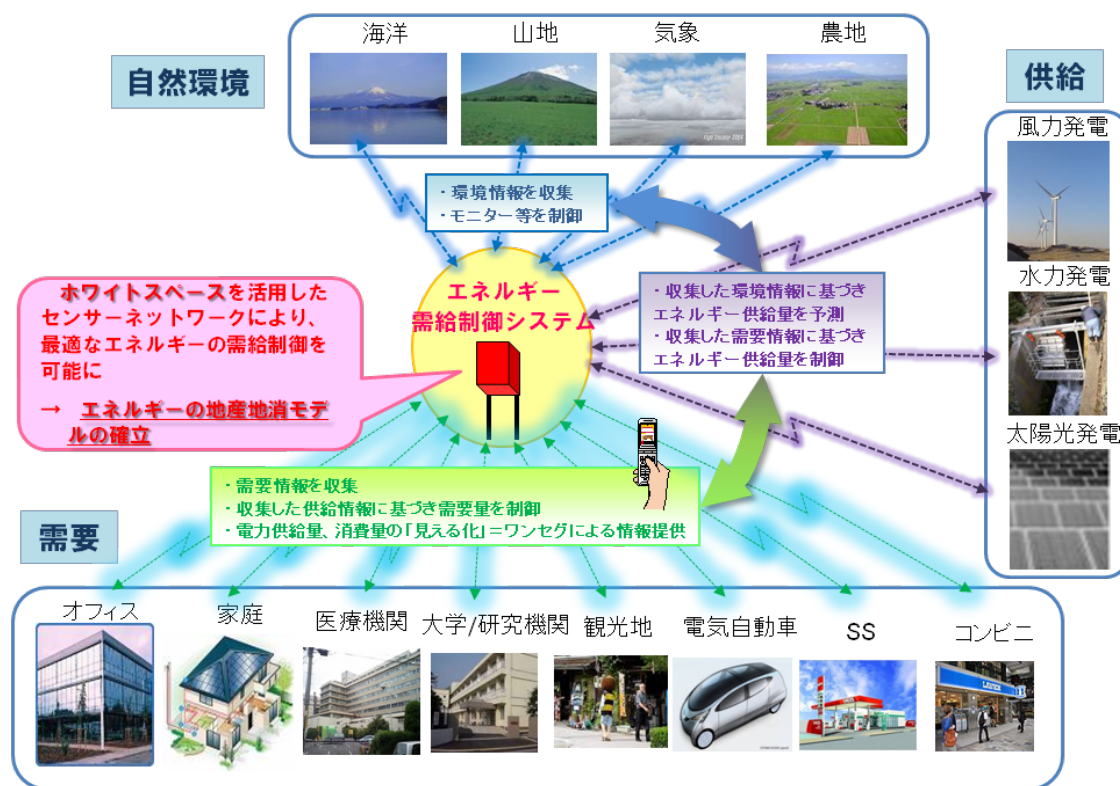 海洋
山地
気象
農地
自然環境
供給
風力発電
水力発電
太陽光発電
・環境情報を収集
・モニター等を制御
エネルギー
需給制御システム
ホワイトスペースを活用した
センサーネットワークにより、
最適なエネルギーの需給制御を
可能に
→ エネルギーの地産地消モデ
ルの確立
・収集した環境情報に基づき
エネルギー供給量を予測
・収集した需要情報に基づき
エネルギー供給量を制御
・需要情報を収集
・収集した供給情報に基づき需要量を制御
・電力供給量、消費量の「見える化」＝ワンセグによる情報提供
需要
オフィス
家庭
医療機関
大学/研究機関
観光地
電気自動車
SS
コンビニ
LAWSON